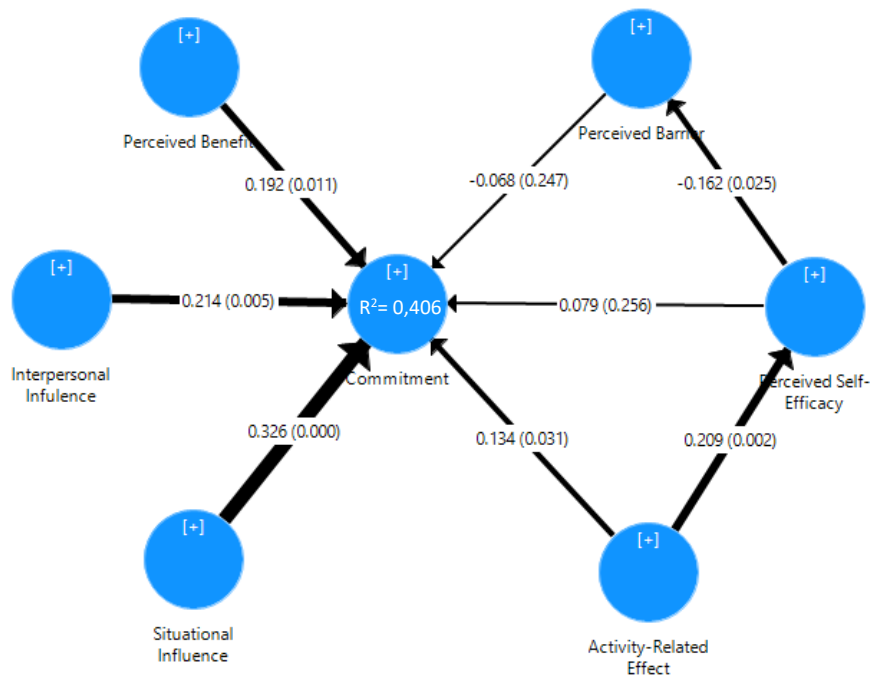 [+]
Perceived Benefit
[+]
Perceived Barrier
0.192 (0.011)
-0.068 (0.247)
-0.162 (0.025)
[+]
Interpersonal
Infulence
0.214 (0.005)
[+]
R²= 0,406
Commitment
0.079 (0.256)
[+]
Perceived Self-
Efficacy
0.326 (0.000)
0.134 (0.031)
0.209 (0.002)
[+]
Situational
Influence
[+]
Activity-Related
Effect